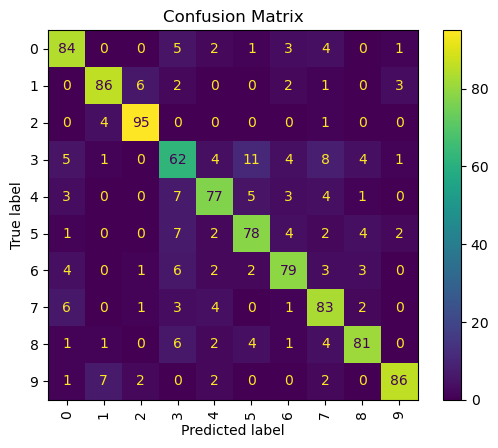 Confusion Matrix
0 84 0 0 5 2 1 3 4 0 1
1 0 86 6 2 0 0 2 1 0 3
2 0 4 95 0 0 0 0 1 0 0
3 5 1 0 62 4 11 4 8 4 1
4 3 0 0 7 77 5 3 4 1 0
5 1 0 0 7 2 78 4 2 4 2
6 4 0 1 6 2 2 79 3 3 0
7 6 0 1 3 4 0 1 83 2 0
8 1 1 0 6 2 4 1 4 81 0
9 1 7 2 0 2 0 0 2 0 86
0 1 2 3 4 5 6 7 8 9
True label
Predicted label
80
60
40
20
0